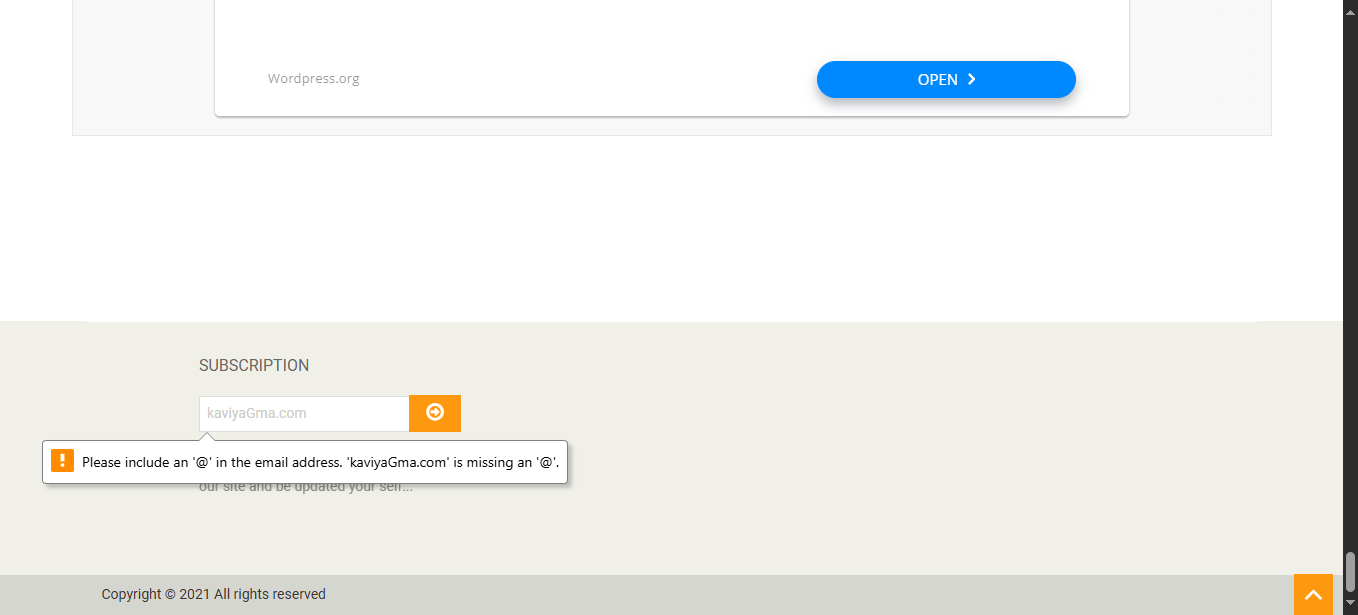 Wordpress.org
OPEN
SUBSCRIPTION
kaviyaGma.com
Please include an '@' in the email address. 'kaviyaGma.com' is missing an '@'.
our site and be updated your self...
Copyright © 2021 All rights reserved